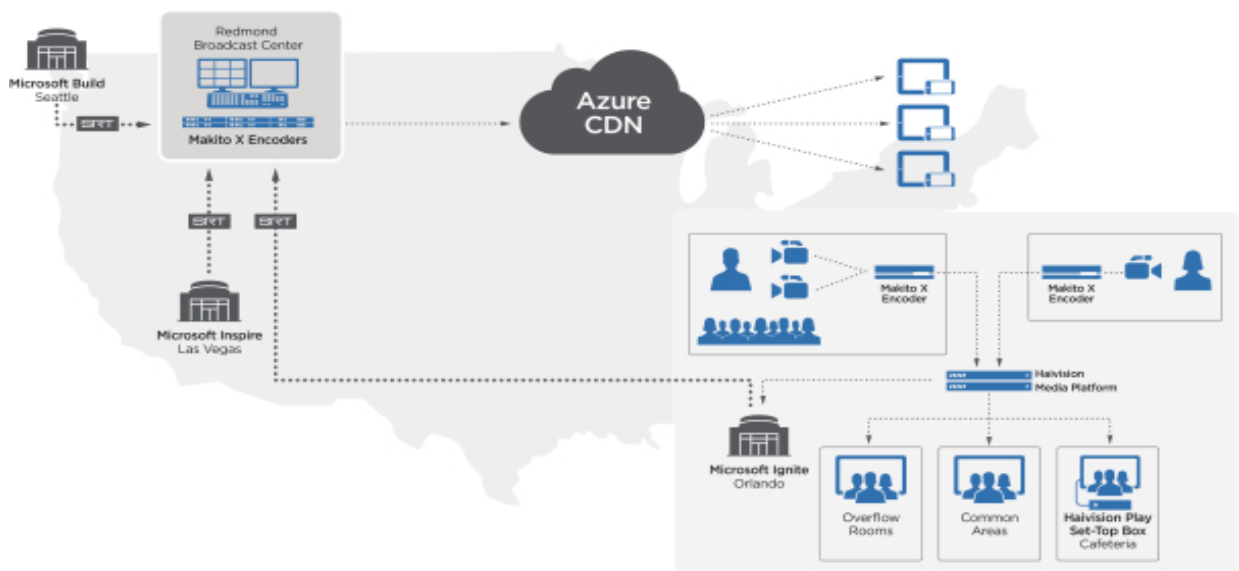 Redmond
Broadcast Center
Makito X Encoders
Microsoft Build
Seattle
SRT
Azure
CDN
SRT
SRT
Microsoft Inspire
Las Vegas
Makito X
Encoder
Makito X
Encoder
Haivision
Media Platform
Microsoft Ignite
Orlando
Overflow
Rooms
Common
Areas
Haivision Play
Set-Top Box
Cafeteria